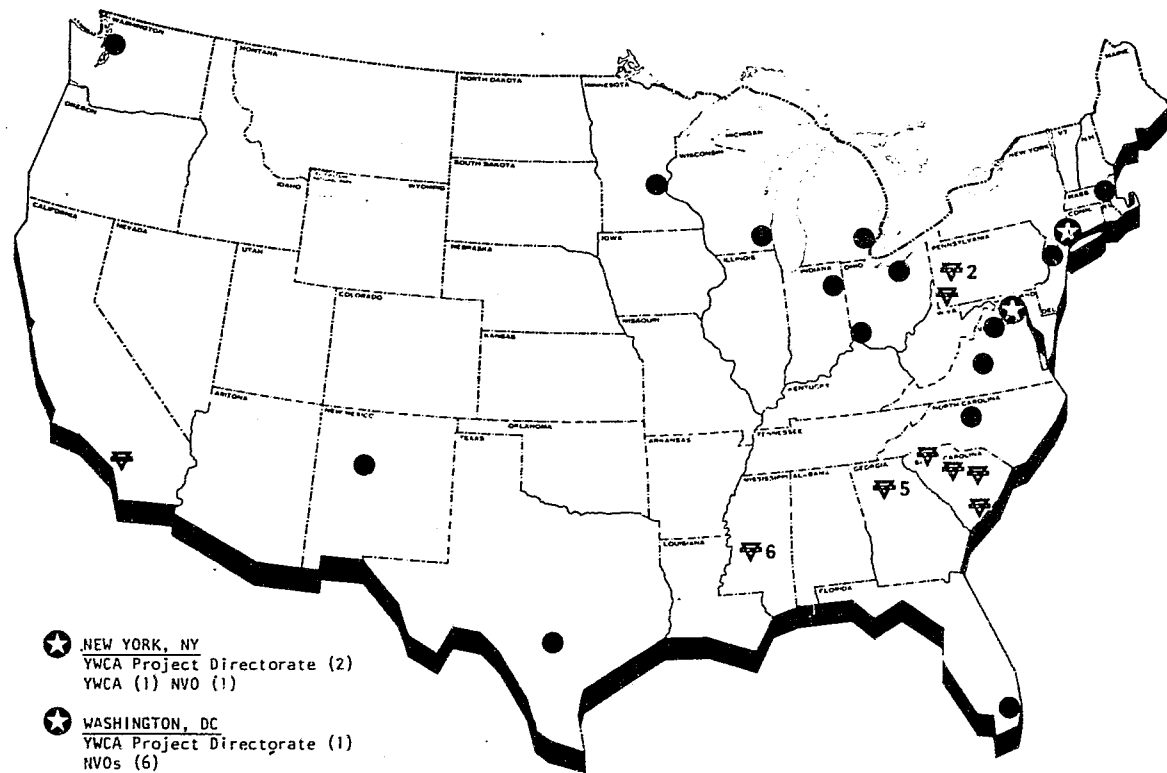 WASHINGTON
MONTANA
NORTH DAKOTA
MINNESOTA
MAINE
OREGON
MICHIGAN
WISCONSIN
NEW YORK
VT
N.H.
SOUTH DAKOTA
IDAHO
WYOMING
MASS
CALIFORNIA
NEVADA
CONN.
IOWA
UTAH
NEBRASKA
PENNSYLVANIA
ILLINOIS
INDIANA
OHIO
2
COLORADO
W. VA.
DEL.
MISSOURI
KANSAS
KENTUCKY
ARIZONA
NEW MEXICO
OKLAHOMA
NORTH CAROLINA
TEXAS
ARKANSAS
TENNESSEE
CAROLINA
MISSISSIPPI
ALABAMA
GEORGIA
5
LOUISIANA
6
FLORIDA
NEW YORK, NY
YWCA Project Directorate (2)
YWCA (1) NVO (1)
WASHINGTON, DC
YWCA Project Directorate (1)
NVOs (6)